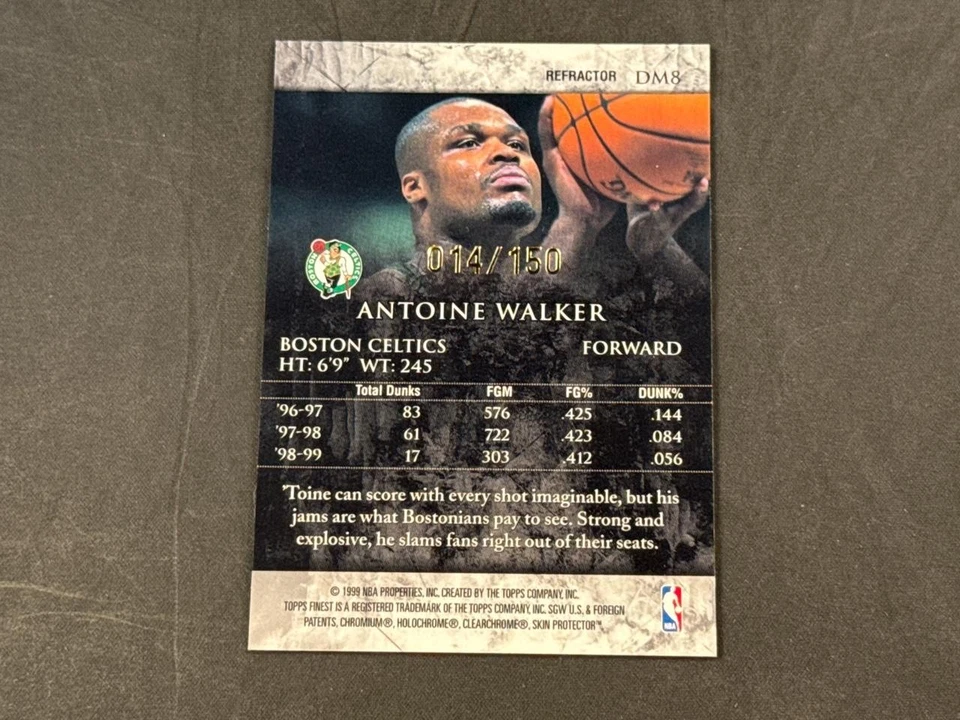 REFRACTOR DM8
014/150
BOSTON CELTICS
ANTOINE WALKER
BOSTON CELTICS FORWARD
HT: 6'9" WT: 245
Total Dunks FGM FG% DUNK%
'96-97 83 576 .425 .144
'97-98 61 722 .423 .084
'98-99 17 303 .412 .056
'Toine can score with every shot imaginable, but his
jams are what Bostonians pay to see. Strong and
explosive, he slams fans right out of their seats.
© 1999 NBA PROPERTIES, INC. CREATED BY THE TOPPS COMPANY, INC.
TOPPS FINEST IS A REGISTERED TRADEMARK OF THE TOPPS COMPANY, INC. SGW U.S. & FOREIGN
PATENTS, CHROMIUM®, HOLOCHROME®, CLEARCHROME®, SKIN PROTECTOR™.
NBA